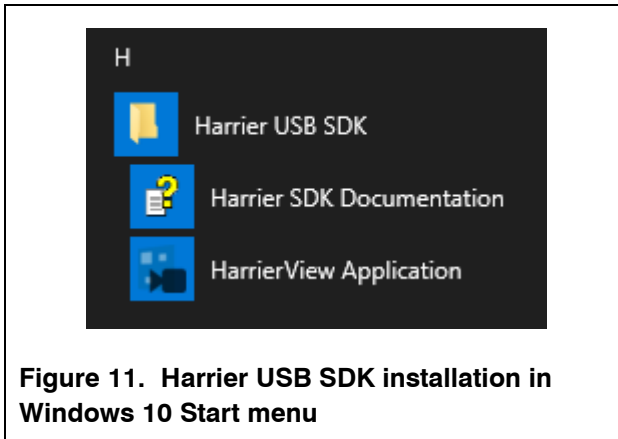 H
Harrier USB SDK
Harrier SDK Documentation
HarrierView Application
Figure 11. Harrier USB SDK installation in
Windows 10 Start menu